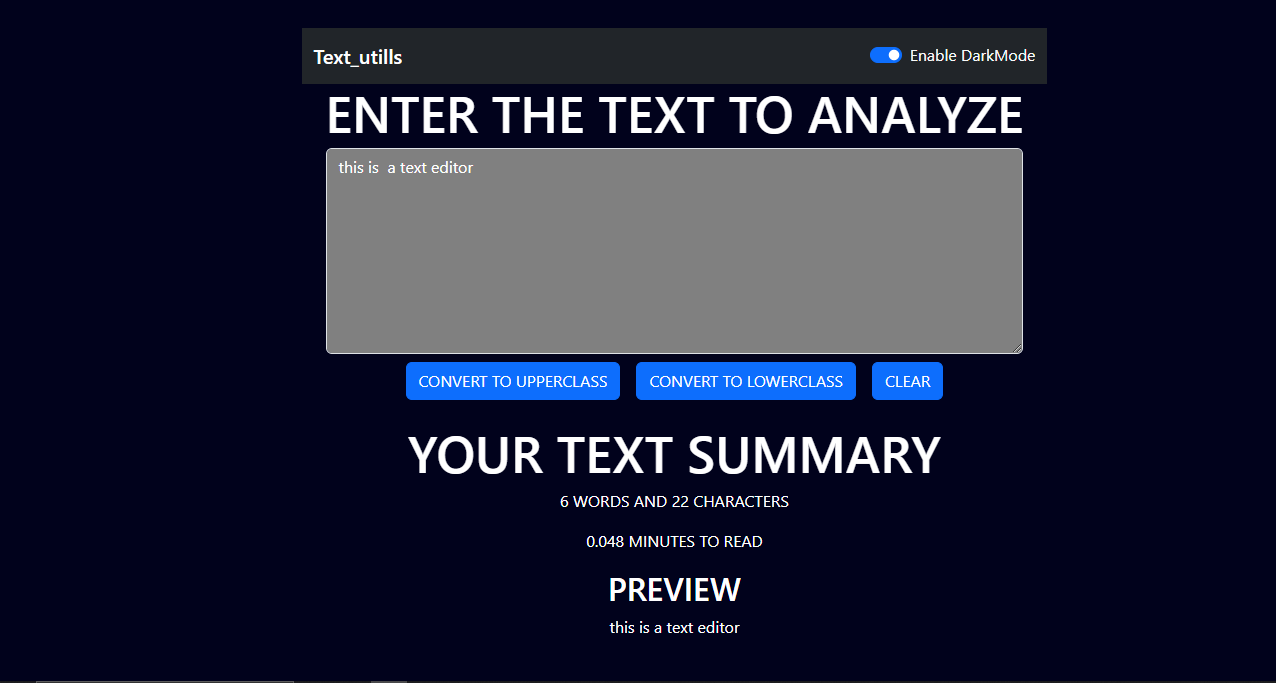 Text_utills
Enable DarkMode
ENTER THE TEXT TO ANALYZE
this is  a text editor
CONVERT TO UPPERCLASS
CONVERT TO LOWERCLASS
CLEAR
YOUR TEXT SUMMARY
6 WORDS AND 22 CHARACTERS
0.048 MINUTES TO READ
PREVIEW
this is a text editor